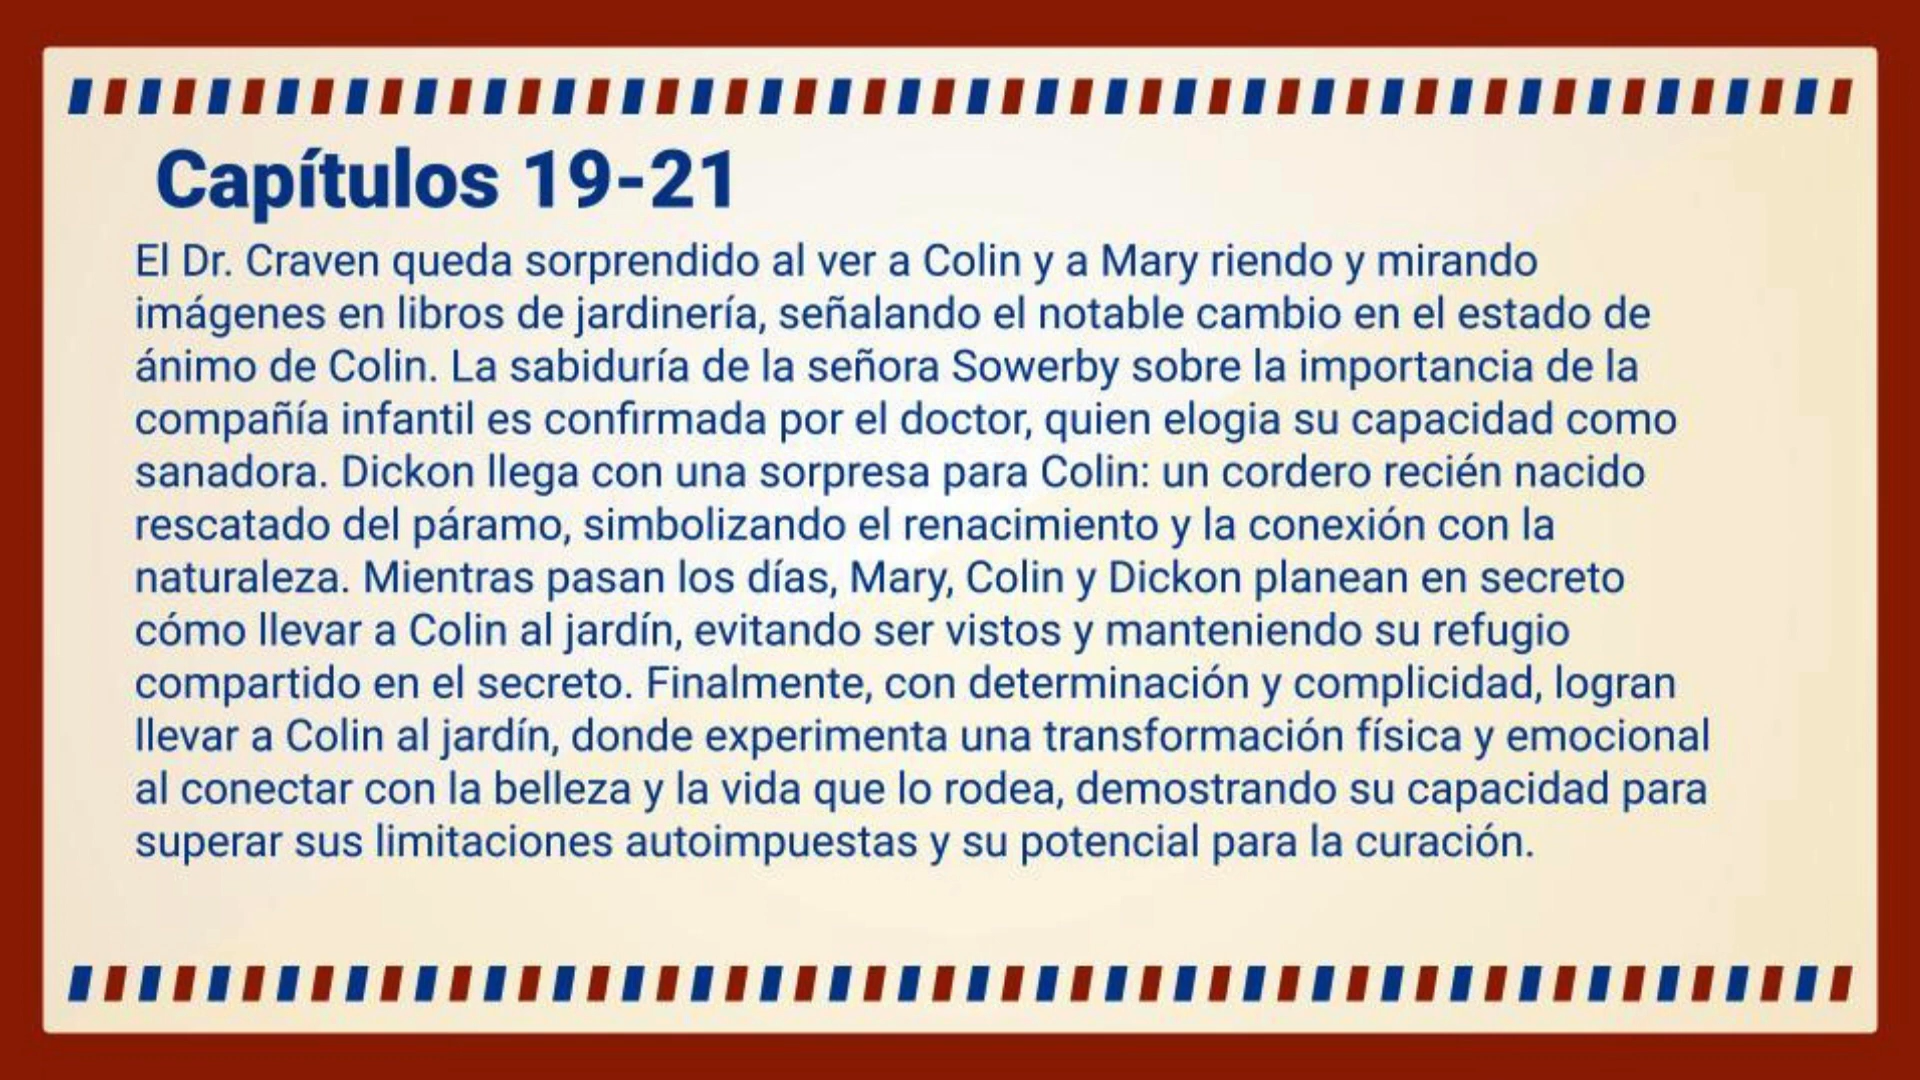 Capítulos 19-21
El Dr. Craven queda sorprendido al ver a Colin y a Mary riendo y mirando
imágenes en libros de jardinería, señalando el notable cambio en el estado de
ánimo de Colin. La sabiduría de la señora Sowerby sobre la importancia de la
compañía infantil es confirmada por el doctor, quien elogia su capacidad como
sanadora. Dickon llega con una sorpresa para Colin: un cordero recién nacido
rescatado del páramo, simbolizando el renacimiento y la conexión con la
naturaleza. Mientras pasan los días, Mary, Colin y Dickon planean en secreto
cómo llevar a Colin al jardín, evitando ser vistos y manteniendo su refugio
compartido en el secreto. Finalmente, con determinación y complicidad, logran
llevar a Colin al jardín, donde experimenta una transformación física y emocional
al conectar con la belleza y la vida que lo rodea, demostrando su capacidad para
superar sus limitaciones autoimpuestas y su potencial para la curación.